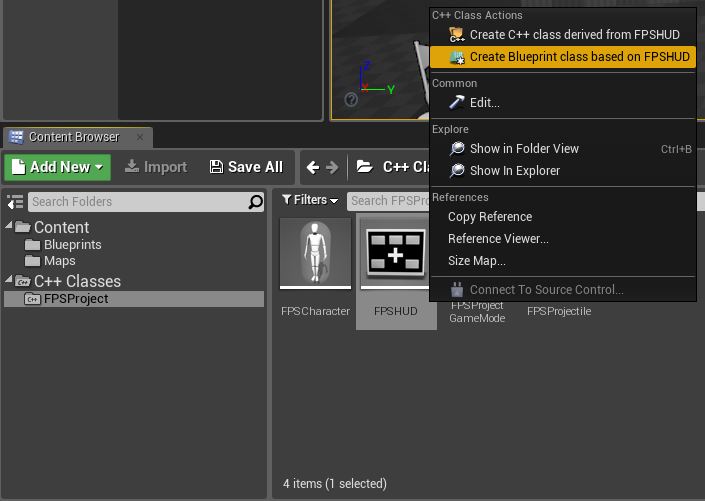 C++ Class Actions
Create C++ class derived from FPSHUD
Create Blueprint class based on FPSHUD
Common
Edit...
Explore
Show in Folder View Ctrl+B
Show In Explorer
References
Copy Reference
Reference Viewer...
Size Map...
Connect To Source Control...
Z
X
Y
Content Browser
Add New
Import
Save All
C++ Cla
Search Folders
Filters
Search FPSPro
Content
Blueprints
Maps
C++ Classes
FPSProject
FPSCharacter
FPSHUD
FPSProject
GameMode
FPSProjectile
4 items (1 selected)